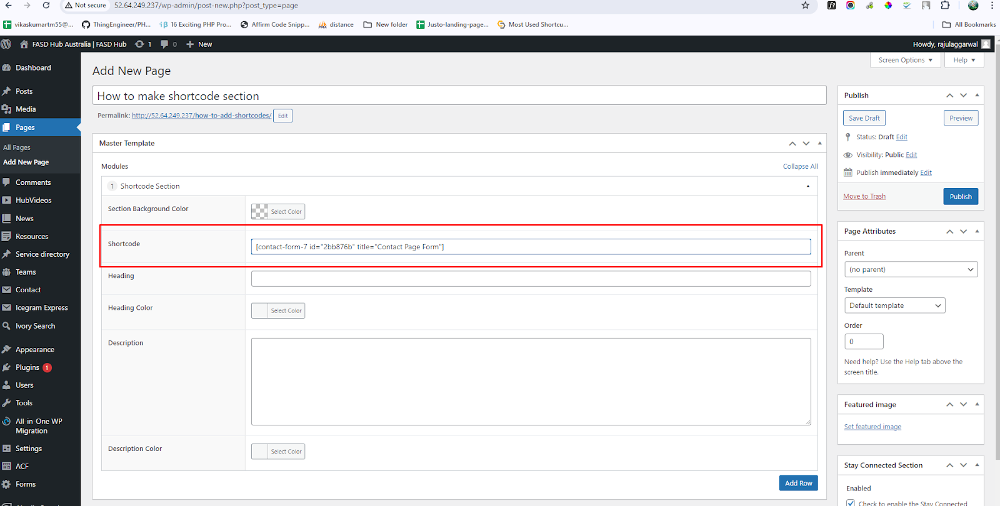 Not secure
52.64.249.237/wp-admin/post-new.php?post_type=page
vikaskumartm55@...
ThingEngineer/PH...
16 Exciting PHP Pro...
Affirm Code Snipp...
distance
New folder
Justo-landing-page...
Most Used Shortcu...
All Bookmarks
FASD Hub Australia | FASD Hub
1
0
New
Howdy, rajulaggarwal
Screen Options
Help
Dashboard
Posts
Media
Pages
All Pages
Add New Page
Comments
HubVideos
News
Resources
Service directory
Teams
Contact
Icegram Express
Ivory Search
Appearance
Plugins 1
Users
Tools
All-in-One WP
Migration
Settings
ACF
Forms
Add New Page
How to make shortcode section
Permalink: http://52.64.249.237/how-to-add-shortcodes/ Edit
Master Template
Modules
Collapse All
1 Shortcode Section
Section Background Color
Select Color
Shortcode
[contact-form-7 id="2bb876b" title="Contact Page Form"]
Heading
Heading Color
Select Color
Description
Description Color
Select Color
Add Row
Publish
Save Draft
Preview
Status: Draft Edit
Visibility: Public Edit
Publish immediately Edit
Move to Trash
Publish
Page Attributes
Parent
(no parent)
Template
Default template
Order
0
Need help? Use the Help tab above the
screen title.
Featured image
Set featured image
Stay Connected Section
Enabled
Check to enable the Stay Connected